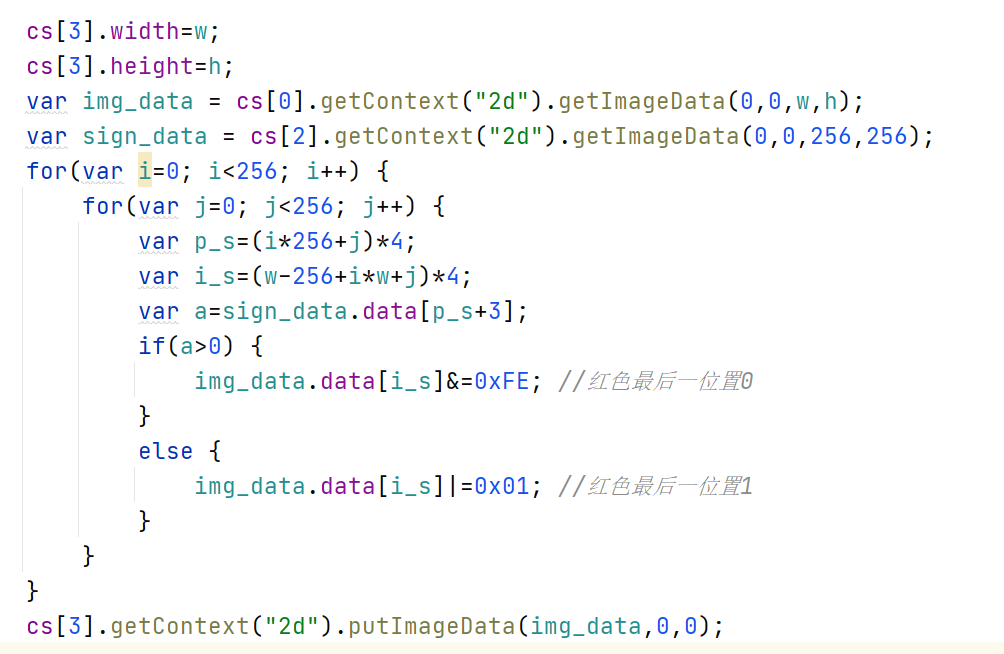 cs[3].width=w;
cs[3].height=h;
var img_data = cs[0].getContext("2d").getImageData(0,0,w,h);
var sign_data = cs[2].getContext("2d").getImageData(0,0,256,256);
for(var i=0; i<256; i++) {
    for(var j=0; j<256; j++) {
        var p_s=(i*256+j)*4;
        var i_s=(w-256+i*w+j)*4;
        var a=sign_data.data[p_s+3];
        if(a>0) {
            img_data.data[i_s]&=0xFE; //红色最后一位置0
        }
        else {
            img_data.data[i_s]|=0x01; //红色最后一位置1
        }
    }
}
cs[3].getContext("2d").putImageData(img_data,0,0);